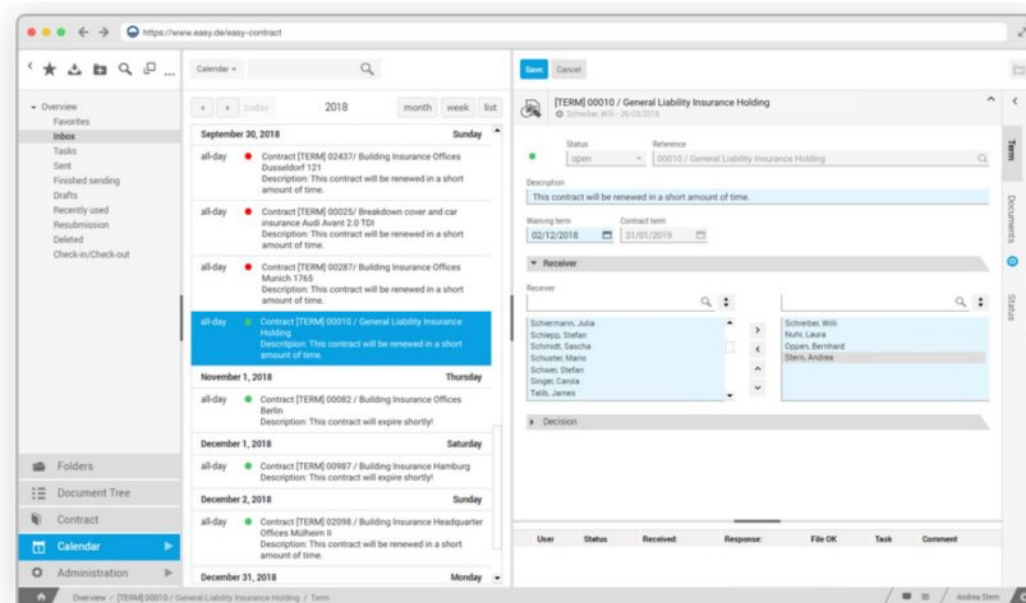 https://www.easy.de/easy-contract
...
Overview
Favorites
Inbox
Tasks
Sent
Finished sending
Drafts
Recently used
Resubmission
Deleted
Check-in/Check-out
Folders
Document Tree
Contract
Calendar
Administration
Calendar
today
2018
month week list
September 30, 2018 Sunday
all-day Contract [TERM] 02437/ Building Insurance Offices
Dusseldorf 121
Description: This contract will be renewed in a short
amount of time.
all-day Contract [TERM] 00025/ Breakdown cover and car
insurance Audi Avant 2.0 TDI
Description: This contract will be renewed in a short
amount of time.
all-day Contract [TERM] 00287/ Building Insurance Offices
Munich 1765
Description: This contract will be renewed in a short
amount of time.
all-day Contract [TERM] 00010 / General Liability Insurance
Holding
Description: This contract will be renewed in a short
amount of time.
November 1, 2018 Thursday
all-day Contract [TERM] 00082 / Building Insurance Offices
Berlin
Description: This contract will expire shortly!
December 1, 2018 Saturday
all-day Contract [TERM] 00987 / Building Insurance Hamburg
Description: This contract will expire shortly!
December 2, 2018 Sunday
all-day Contract [TERM] 02098 / Building Insurance Headquarter
Offices Mülheim II
Description: This contract will be renewed in a short
amount of time.
December 31, 2018 Monday
Save Cancel
[TERM] 00010 / General Liability Insurance Holding
Schreiber, Willi - 26/03/2018
Status Reference
open 00010 / General Liability Insurance Holding
Description
This contract will be renewed in a short amount of time.
Warning term Contract term
02/12/2018 31/01/2019
Receiver
Receiver
Schermann, Julia
Schlepp, Stefan
Schmidt, Sascha
Schuster, Mario
Schwer, Stefan
Singer, Carola
Talib, James
Schreiber, Willi
Nuhr, Laura
Oppen, Bernhard
Stern, Andrea
Decision
User Status Received: Response: File OK Task Comment
Term
Documents
0
Status
Overview / [TERM] 00010 / General Liability Insurance Holding / Term
Andrea Stern